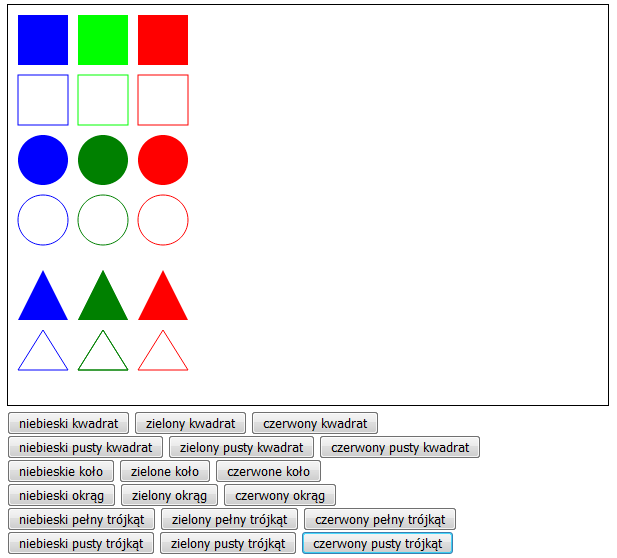 niebieski kwadrat zielony kwadrat czerwony kwadrat
niebieski pusty kwadrat zielony pusty kwadrat czerwony pusty kwadrat
niebieskie koło zielone koło czerwone koło
niebieski okrąg zielony okrąg czerwony okrąg
niebieski pełny trójkąt zielony pełny trójkąt czerwony pełny trójkąt
niebieski pusty trójkąt zielony pusty trójkąt czerwony pusty trójkąt